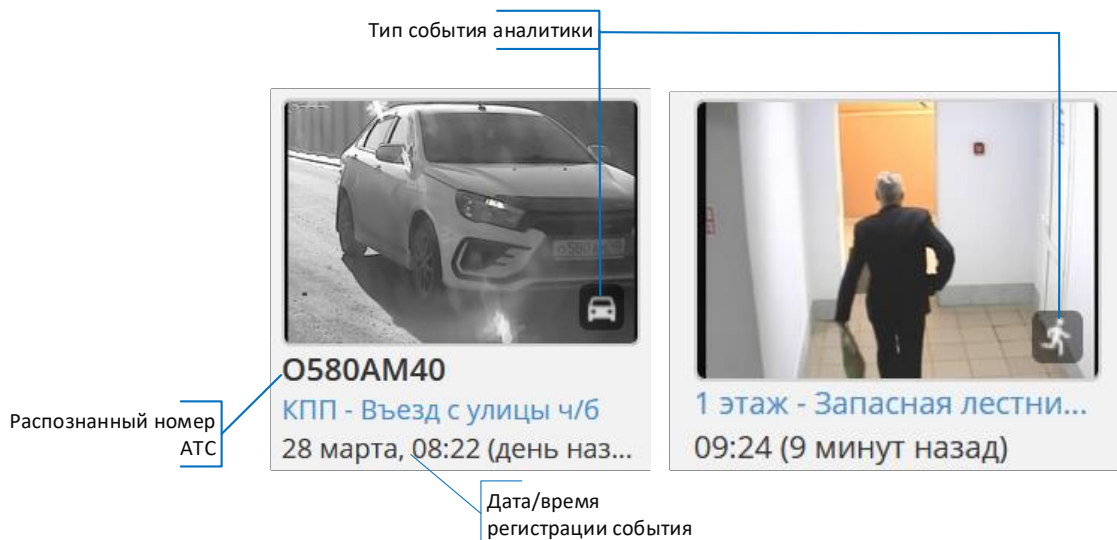 Тип события аналитики
О580АМ40
КПП - Въезд с улицы ч/б
28 марта, 08:22 (день наз...
1 этаж - Запасная лестни...
09:24 (9 минут назад)
Распознанный номер
АТС
Дата/время
регистрации события